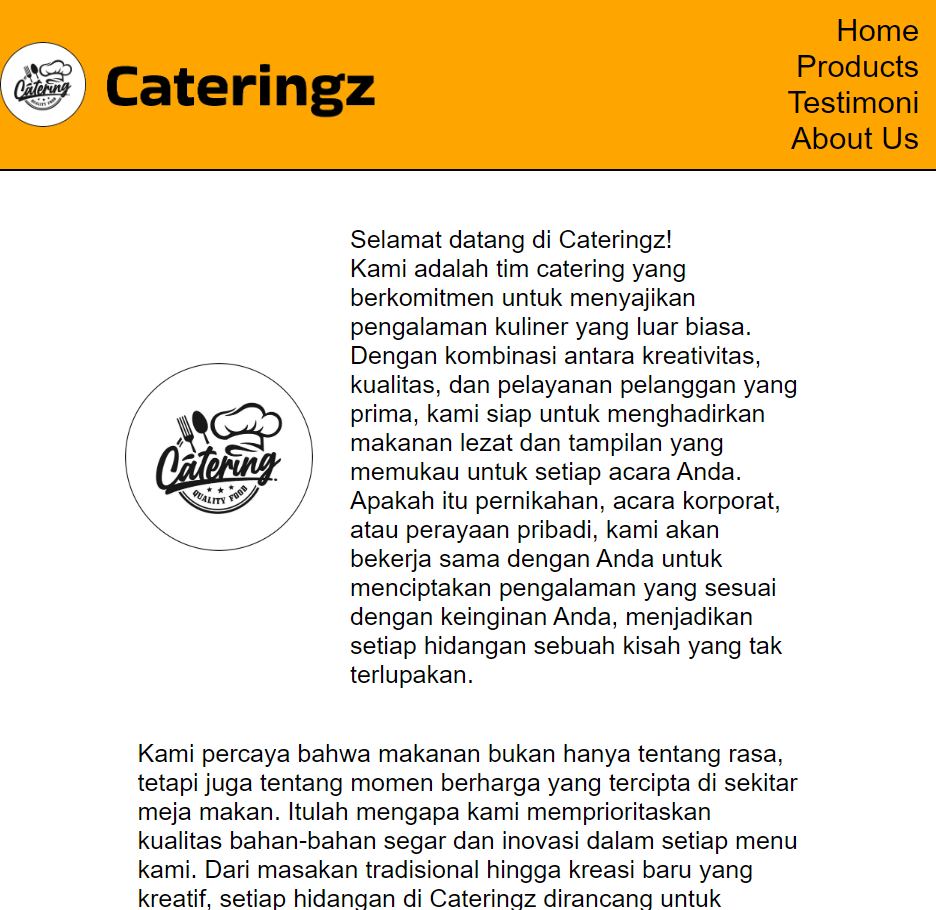 Catering
QUALITY FOOD
Cateringz
Home
Products
Testimoni
About Us
Selamat datang di Cateringz!
Kami adalah tim catering yang
berkomitmen untuk menyajikan
pengalaman kuliner yang luar biasa.
Dengan kombinasi antara kreativitas,
kualitas, dan pelayanan pelanggan yang
prima, kami siap untuk menghadirkan
makanan lezat dan tampilan yang
memukau untuk setiap acara Anda.
Apakah itu pernikahan, acara korporat,
atau perayaan pribadi, kami akan
bekerja sama dengan Anda untuk
menciptakan pengalaman yang sesuai
dengan keinginan Anda, menjadikan
setiap hidangan sebuah kisah yang tak
terlupakan.
Catering
QUALITY FOOD
Kami percaya bahwa makanan bukan hanya tentang rasa,
tetapi juga tentang momen berharga yang tercipta di sekitar
meja makan. Itulah mengapa kami memprioritaskan
kualitas bahan-bahan segar dan inovasi dalam setiap menu
kami. Dari masakan tradisional hingga kreasi baru yang
kreatif, setiap hidangan di Cateringz dirancang untuk